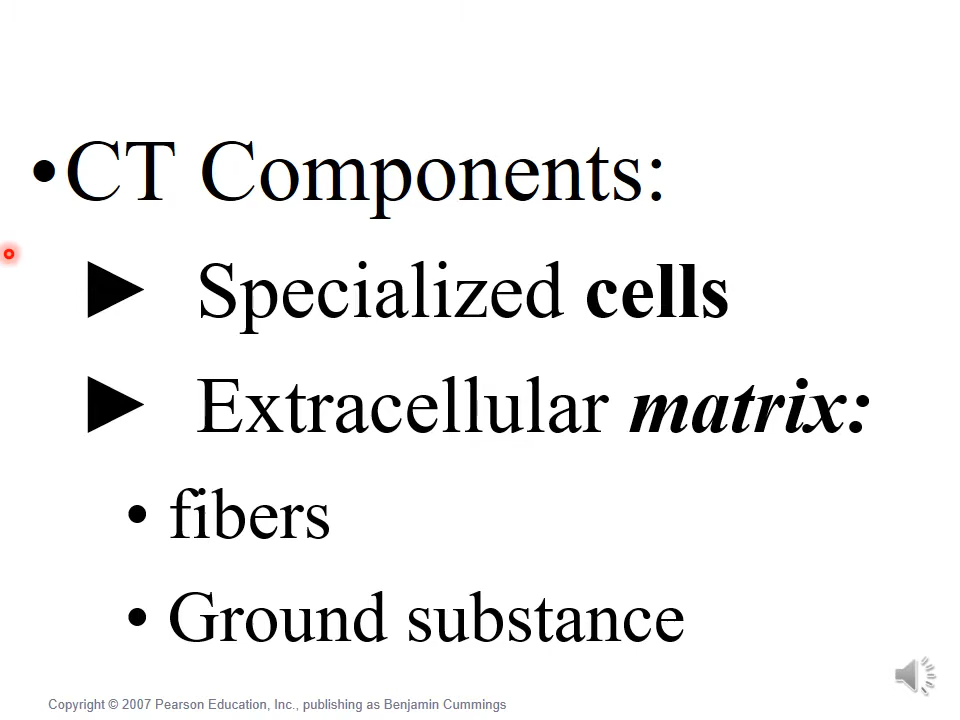 •CT Components:
► Specialized cells
► Extracellular matrix:
• fibers
• Ground substance
Copyright © 2007 Pearson Education, Inc., publishing as Benjamin Cummings